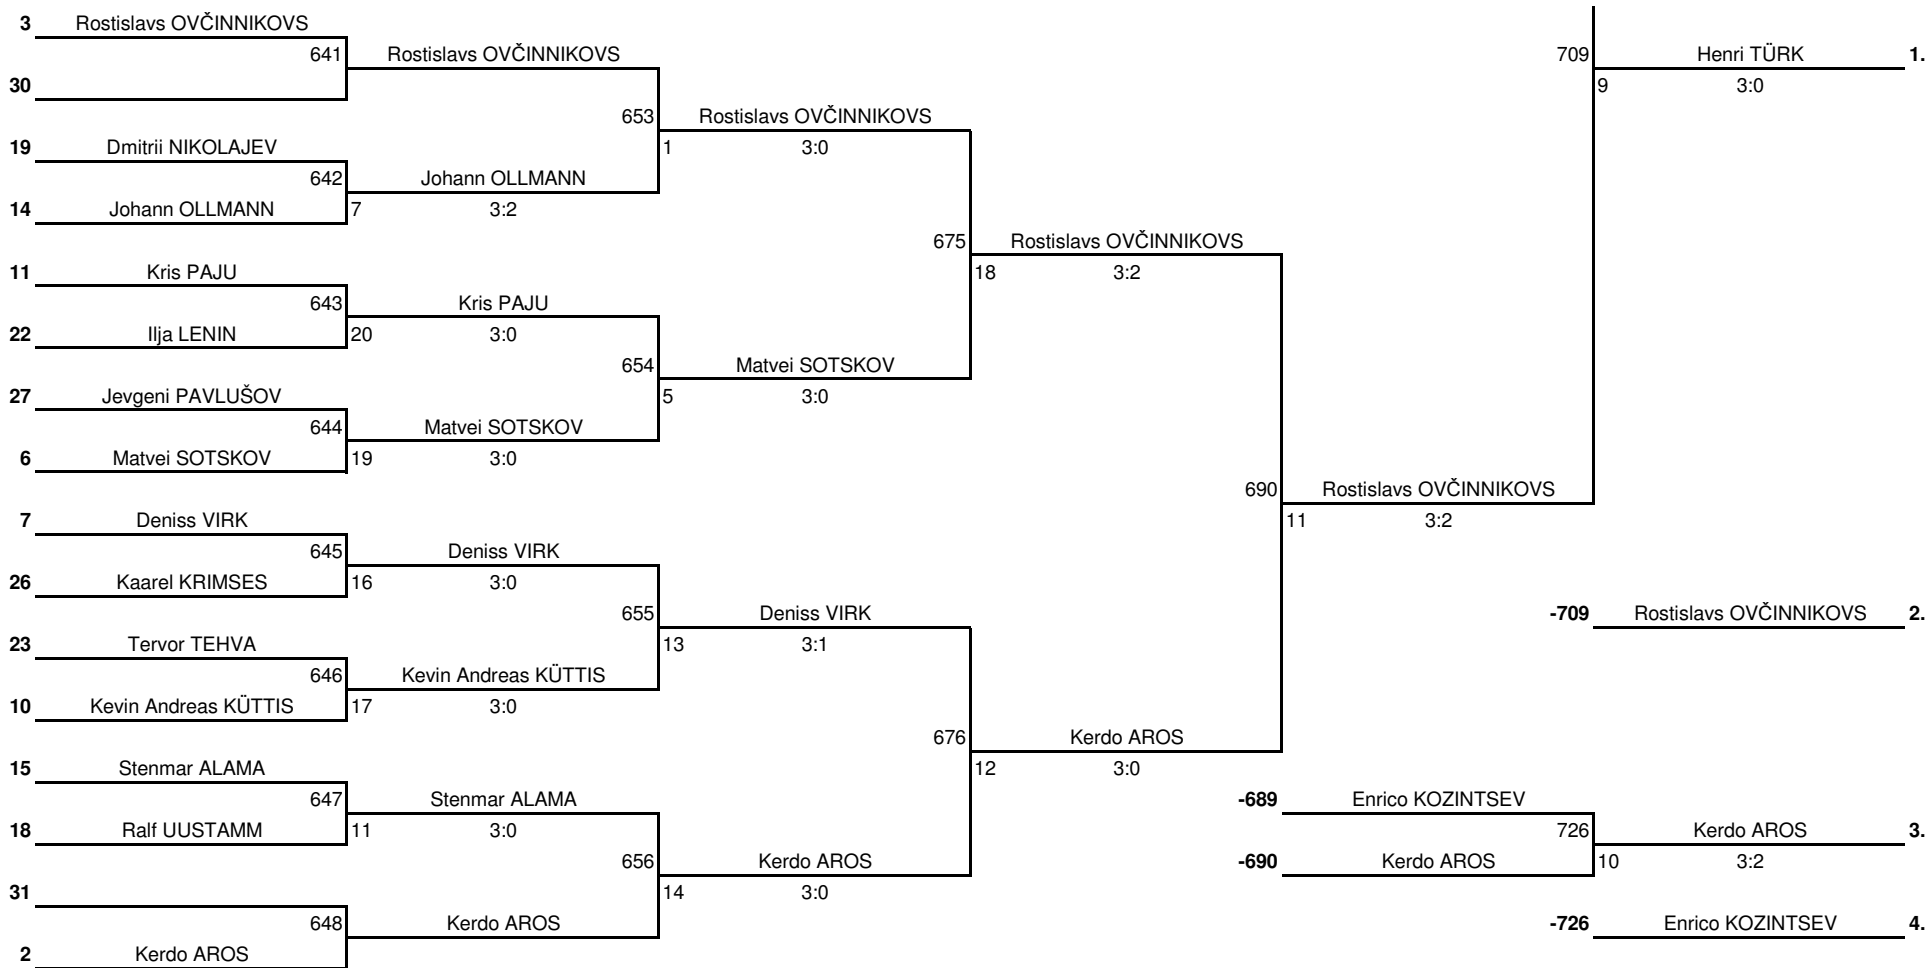 3 Rostislavs OVČINNIKOVS
641 Rostislavs OVČINNIKOVS 709 Henri TÜRK 1.
30 9 3:0
653 Rostislavs OVČINNIKOVS
19 Dmitrii NIKOLAJEV 1 3:0
642 Johann OLLMANN
14 Johann OLLMANN 7 3:2
675 Rostislavs OVČINNIKOVS
11 Kris PAJU 18 3:2
643 Kris PAJU
22 Ilja LENIN 20 3:0
654 Matvei SOTSKOV
27 Jevgeni PAVLUŠOV 5 3:0
644 Matvei SOTSKOV
6 Matvei SOTSKOV 19 3:0
690 Rostislavs OVČINNIKOVS
7 Deniss VIRK 11 3:2
645 Deniss VIRK
26 Kaarel KRIMSES 16 3:0
655 Deniss VIRK -709 Rostislavs OVČINNIKOVS 2.
23 Tervor TEHVA 13 3:1
646 Kevin Andreas KÜTTIS
10 Kevin Andreas KÜTTIS 17 3:0
676 Kerdo AROS
15 Stenmar ALAMA 12 3:0
647 Stenmar ALAMA -689 Enrico KOZINTSEV
18 Ralf UUSTAMM 11 3:0 726 Kerdo AROS 3.
656 Kerdo AROS -690 Kerdo AROS 10 3:2
31 14 3:0
648 Kerdo AROS -726 Enrico KOZINTSEV 4.
2 Kerdo AROS